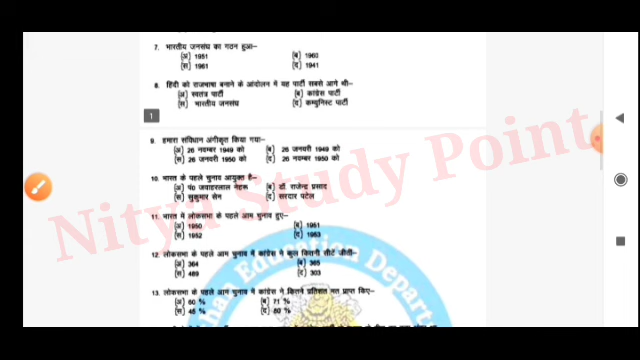 7. भारतीय जनसंघ का गठन हुआ–
(अ) 1951 (ब) 1960
(स) 1961 (द) 1941
8. हिंदी को राजभाषा बनाने के आंदोलन में यह पार्टी सबसे आगे थी–
(अ) स्वतंत्र पार्टी (ब) कांग्रेस पार्टी
(स) भारतीय जनसंघ (द) कम्युनिस्ट पार्टी
1
9. हमारा संविधान अंगीकृत किया गया–
(अ) 26 नवम्बर 1949 को (ब) 26 जनवरी 1949 को
(स) 26 जनवरी 1950 को (द) 26 नवम्बर 1950 को
10. भारत के पहले चुनाव आयुक्त है–
(अ) पं0 जवाहरलाल नेहरू (ब) डॉ. राजेन्द्र प्रसाद
(स) सुकुमार सेन (द) सरदार पटेल
11. भारत में लोकसभा के पहले आम चुनाव हुए–
(अ) 1950 (ब) 1951
(स) 1952 (द) 1953
12. लोकसभा के पहले आम चुनाव में कांग्रेस ने कुल कितनी सीटें जीती–
(अ) 364 (ब) 365
(स) 489 (द) 303
13. लोकसभा के पहले आम चुनाव में कांग्रेस ने कितने प्रतिशत मत प्राप्त किए–
(अ) 60 % (ब) 71 %
(स) 45 % (द) 80 %
Nitya Study Point
Education Depart